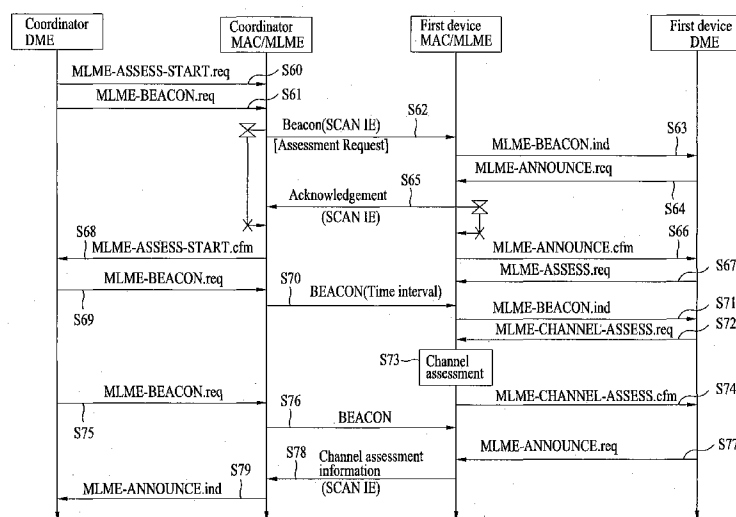 Coordinator DME
Coordinator MAC/MLME
First device MAC/MLME
First device DME
MLME-ASSESS-START.req
S60
MLME-BEACON.req
S61
Beacon(SCAN IE)
[Assessment Request]
S62
MLME-BEACON.ind
S63
MLME-ANNOUNCE.req
S64
Acknowledgement
(SCAN IE)
S65
S68
MLME-ASSESS-START.cfm
MLME-ANNOUNCE.cfm
S66
MLME-ASSESS.req
S67
MLME-BEACON.req
S69
S70
BEACON(Time interval)
MLME-BEACON.ind
S71
MLME-CHANNEL-ASSESS.req
S72
S73
Channel assessment
MLME-BEACON.req
S75
S76
BEACON
MLME-CHANNEL-ASSESS.cfm
S74
MLME-ANNOUNCE.req
S77
S78
Channel assessment information
(SCAN IE)
S79
MLME-ANNOUNCE.ind